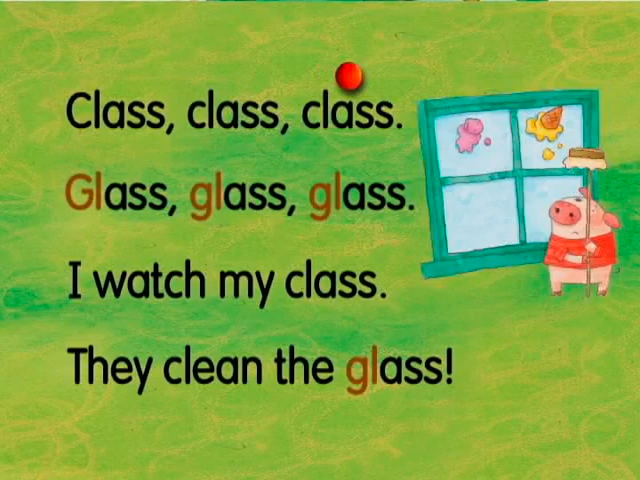 Class, class, class.
Glass, glass, glass.
I watch my class.
They clean the glass!